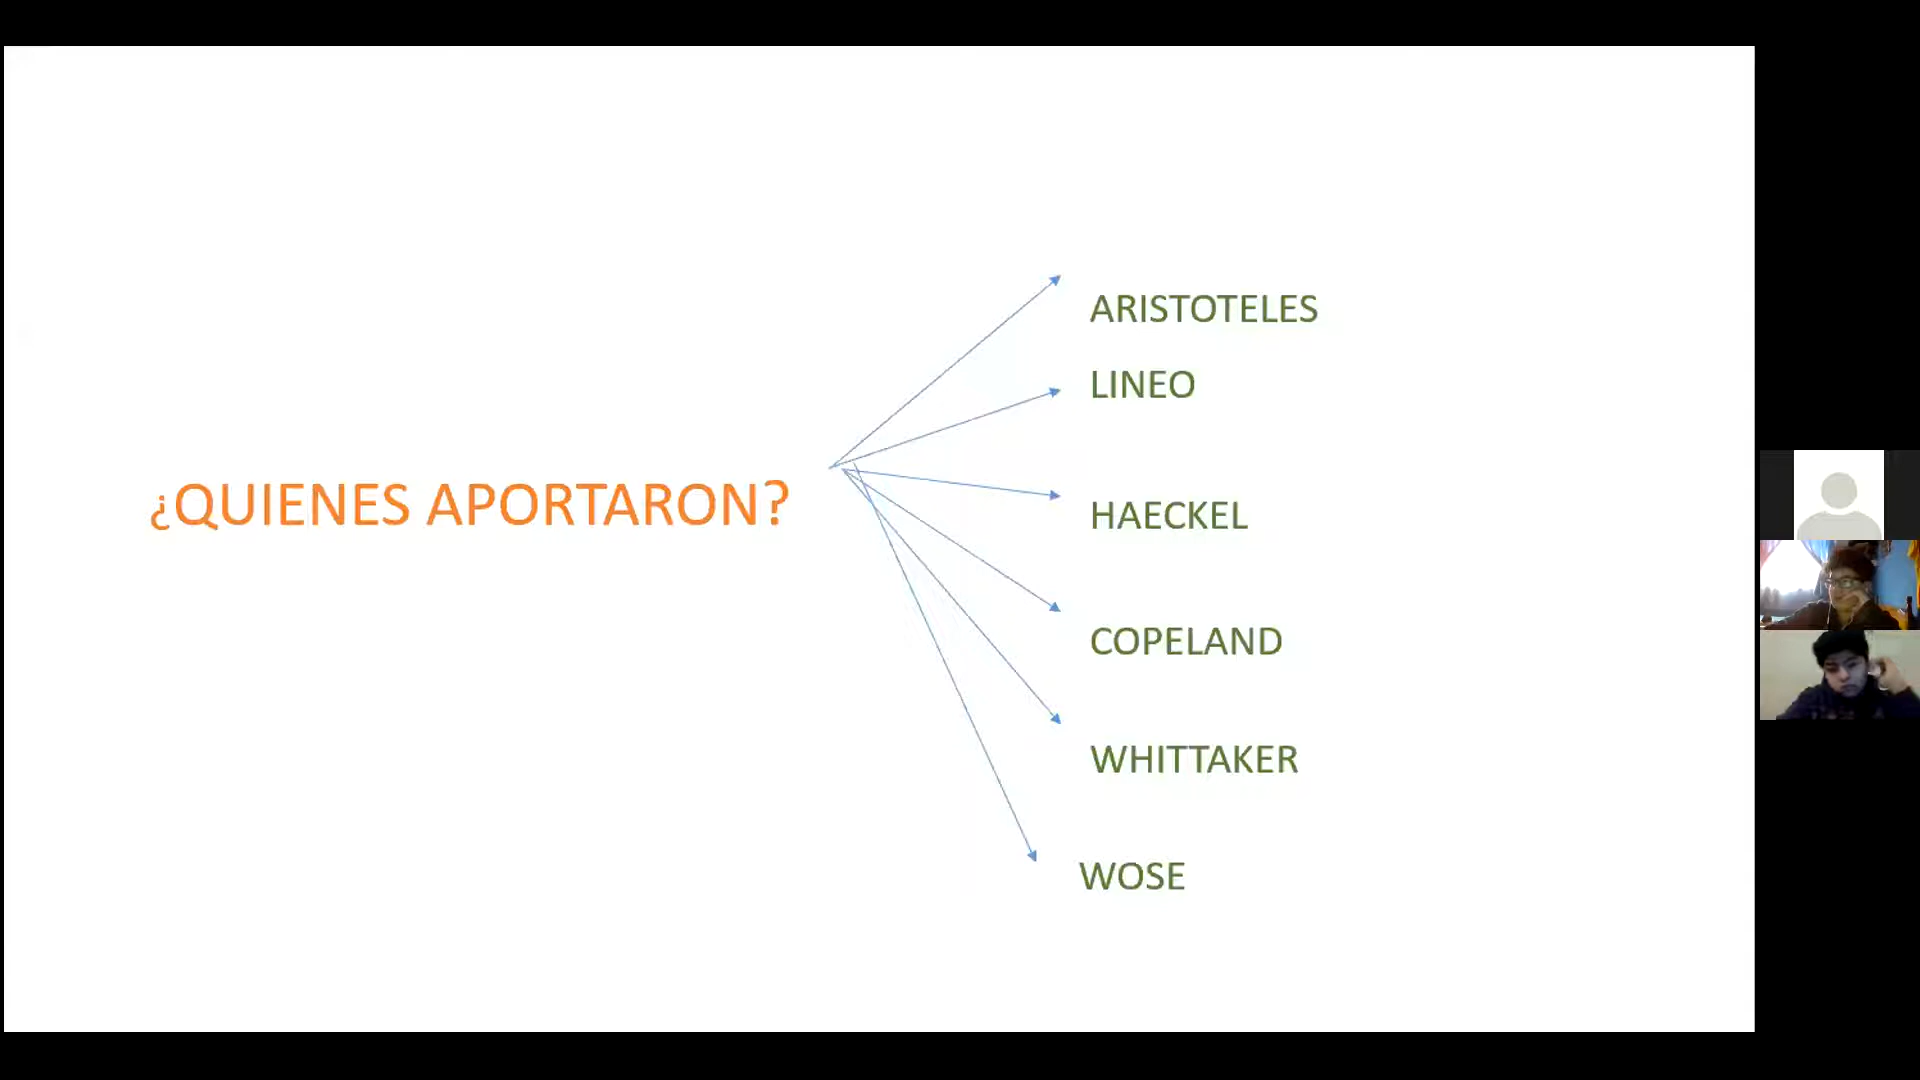 ¿QUIENES APORTARON?
ARISTOTELES
LINEO
HAECKEL
COPELAND
WHITTAKER
WOSE